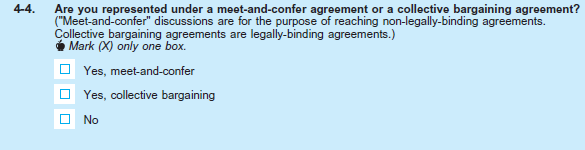 4-4. Are you represented under a meet-and-confer agreement or a collective bargaining agreement?
("Meet-and-confer" discussions are for the purpose of reaching non-legally-binding agreements.
Collective bargaining agreements are legally-binding agreements.)
Mark (X) only one box.
Yes, meet-and-confer
Yes, collective bargaining
No